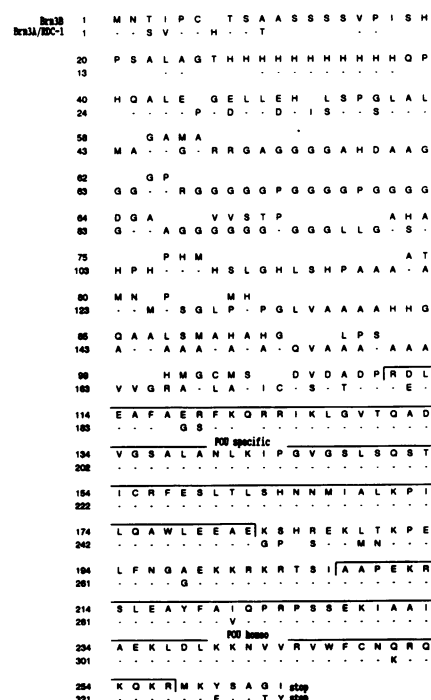 Brn3B 1 M N T I P C T S A A S S S S V P I S H
Brn3A/RDC-1 1 · · S V · · H · · T · · · ·
20 P S A L A G T H H H H H H H H H H Q P
13 · · · · · · · · · · ·
40 H Q A L E G E L L E H L S P G L A L
24 · · · · P · D · · D · I S · · S · · ·
58 G A M A
43 M A · · G · R R G A G G G G A H D A A G
62 G P
63 G G · · R G G G G G P G G G G P G G G G
64 D G A V V S T P A H A
83 G · · A G G G G G G · G G G L L G · S ·
75 P H M A T
103 H P H · · · H S L G H L S H P A A A · A
80 M N P M H
123 · · M · S G L P · P G L V A A A A H H G
85 Q A A L S M A H A H G L P S
143 A · · A A A · A · Q V A A A · A A ·
99 H M G C M S D V D A D P R D L
163 V V G R A · L A · I C · S · T · · · E ·
114 E A F A E R F K Q R R I K L G V T Q A D
183 · · · · G S · · · · · · · · · · · · · ·
POU specific
134 V G S A L A N L K I P G V G S L S Q S T
202 · · · · · · · · · · · · · · · · · · · ·
154 I C R F E S L T L S H N N M I A L K P I
222 · · · · · · · · · · · · · · · · · · · ·
174 L Q A W L E E A E K S H R E K L T K P E
242 · · · · · · · · · · G P · S · · M N · ·
194 L F N G A E K K R K R T S I A A P E K R
261 · · · · G · · · · · · · · · · · · · · ·
214 S L E A Y F A I Q P R P S S E K I A A I
281 · · · · · · · V · · · · · · · · · · · ·
POU homeo
234 A E K L D L K K N V V R V W F C N Q R Q
301 · · · · · · · · · · · · · · · · · K · ·
254 K Q K R M K Y S A G I stop
321 · · · · · · F · · T Y stop